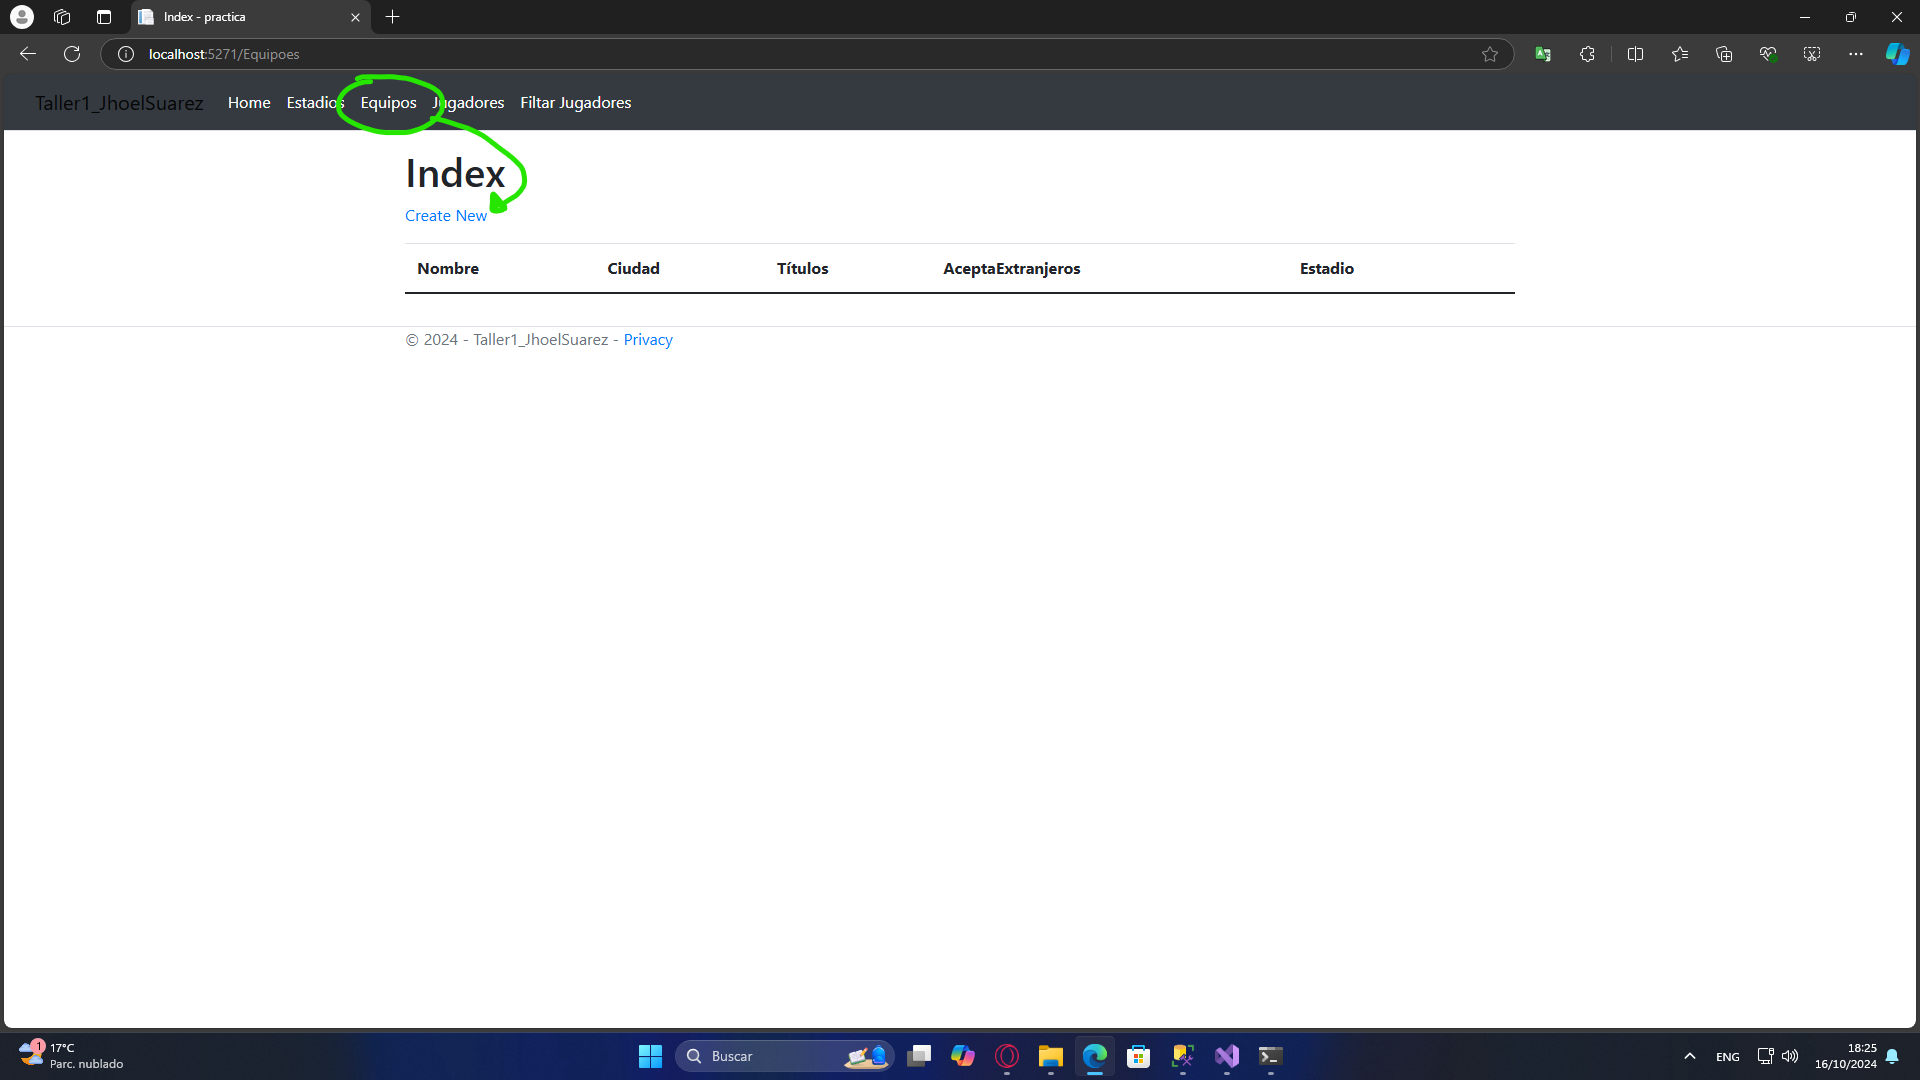 Index - practica
localhost:5271/Equipoes
Taller1_JhoelSuarez Home Estadios Equipos Jugadores Filtar Jugadores
Index
Create New
Nombre Ciudad Títulos AceptaExtranjeros Estadio
© 2024 - Taller1_JhoelSuarez - Privacy
1
17°C
Parc. nublado
Buscar
ENG
18:25
16/10/2024